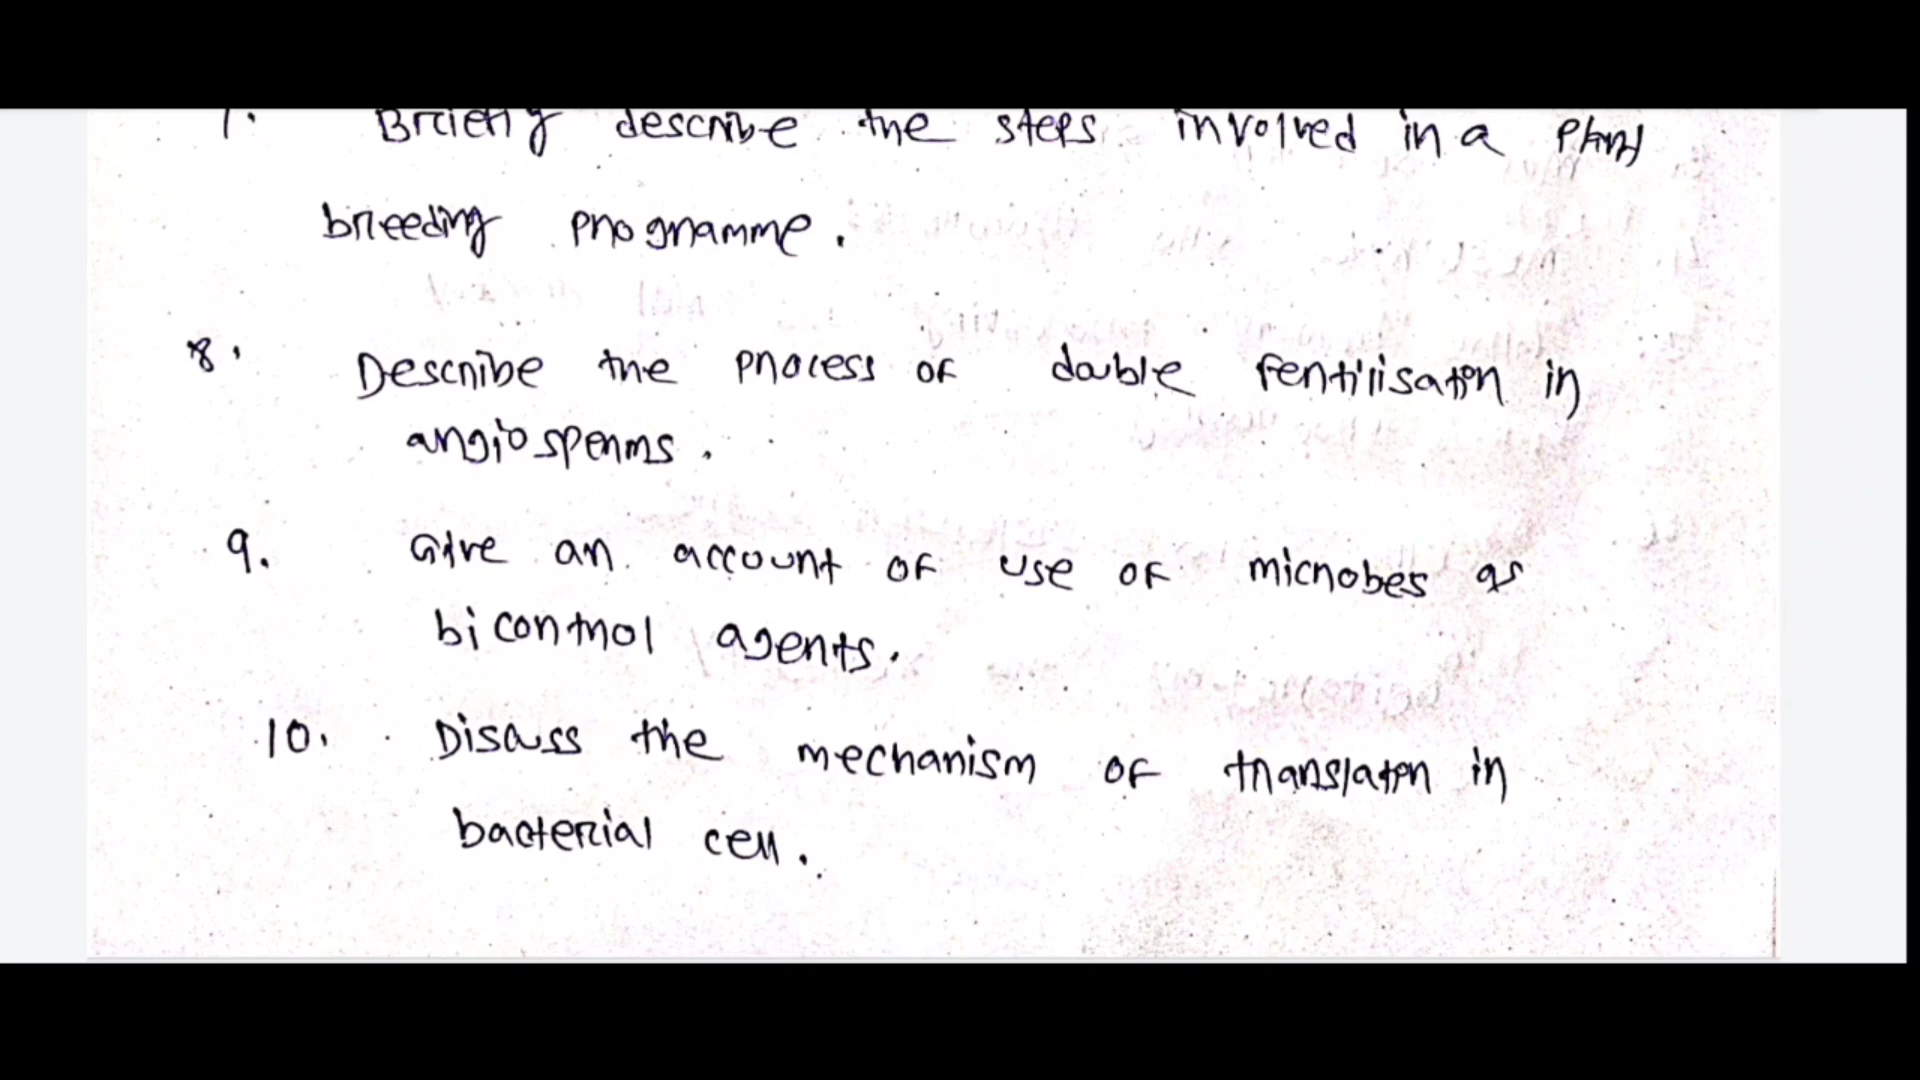 7. Briefly describe the steps involved in a plant
breeding programme.
8. Describe the process of double fertilisation in
angiosperms.
9. Give an account of use of microbes as
bicontrol agents.
10. Discuss the mechanism of translation in
bacterial cell.